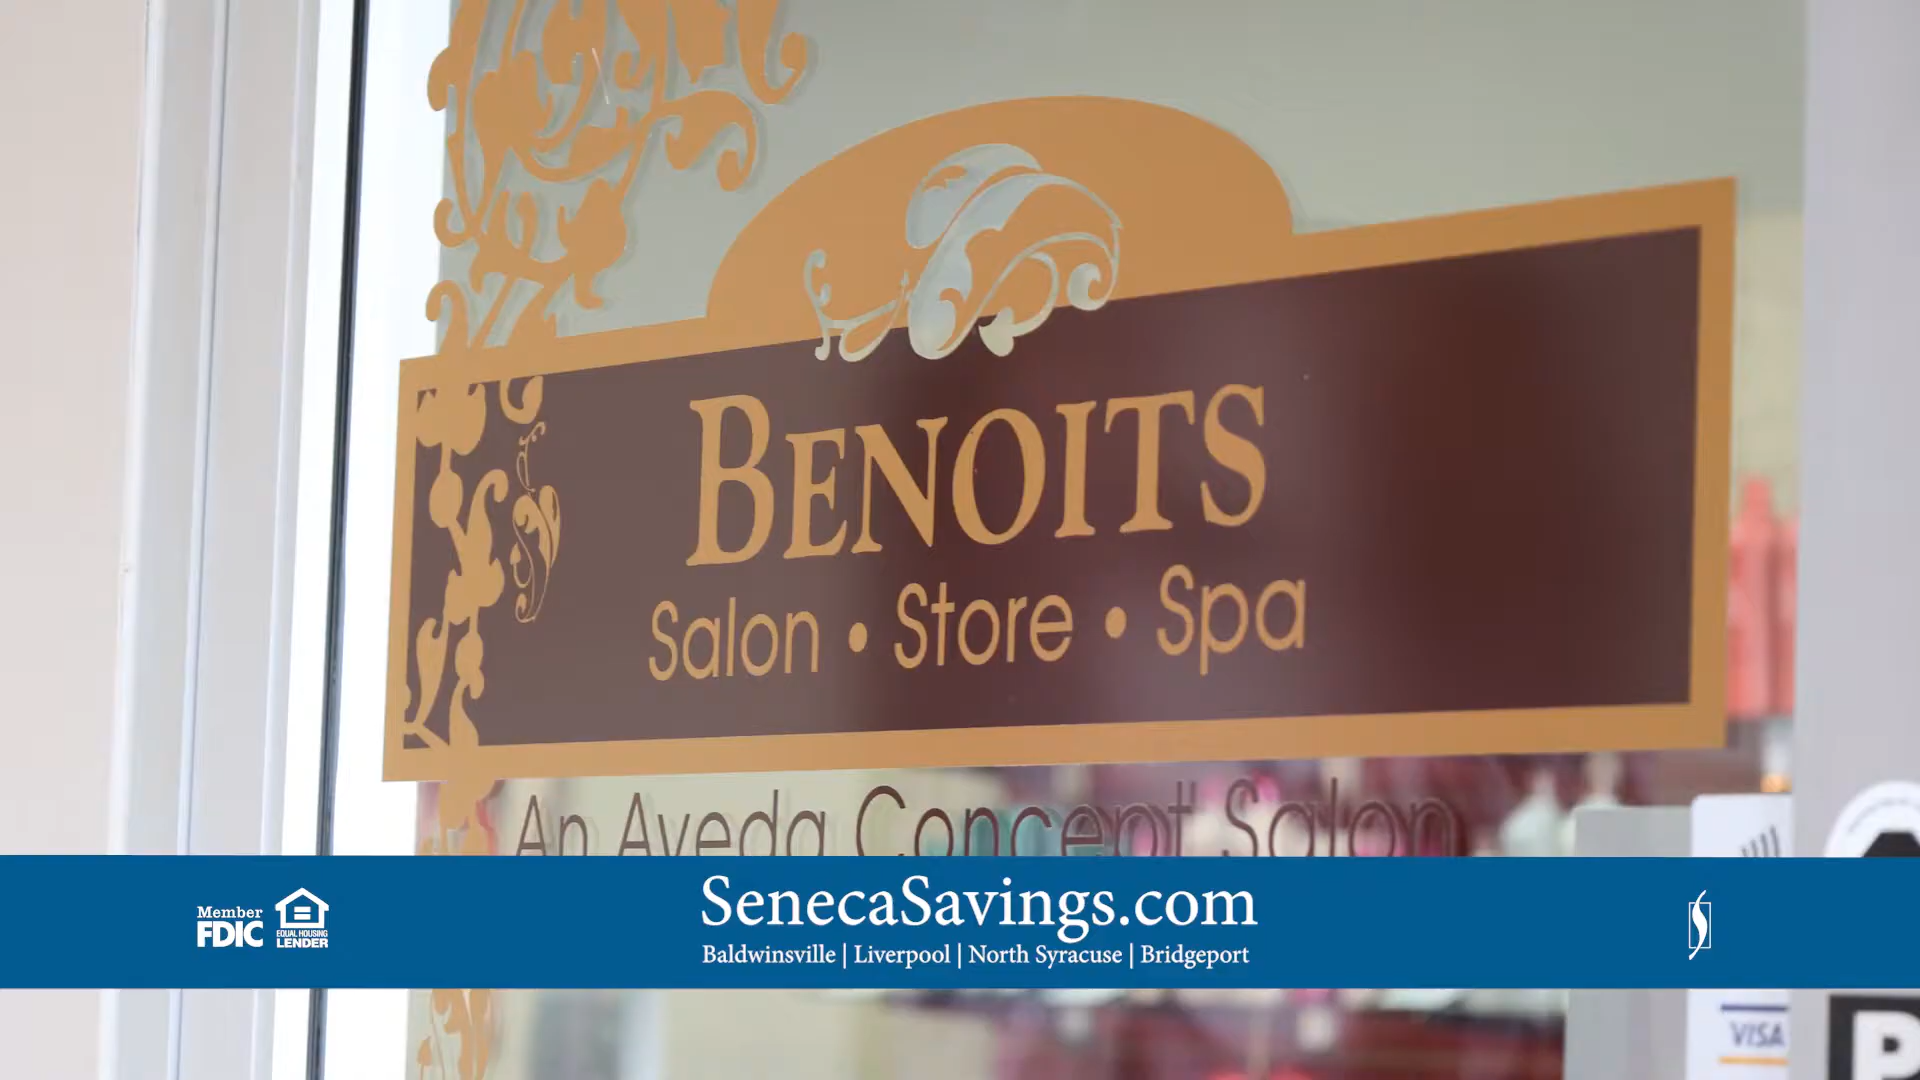 BENOITS
Salon • Store • Spa
An Aveda Concept Salon
SenecaSavings.com
Baldwinsville | Liverpool | North Syracuse | Bridgeport
Member
FDIC
EQUAL HOUSING
LENDER
VISA
P